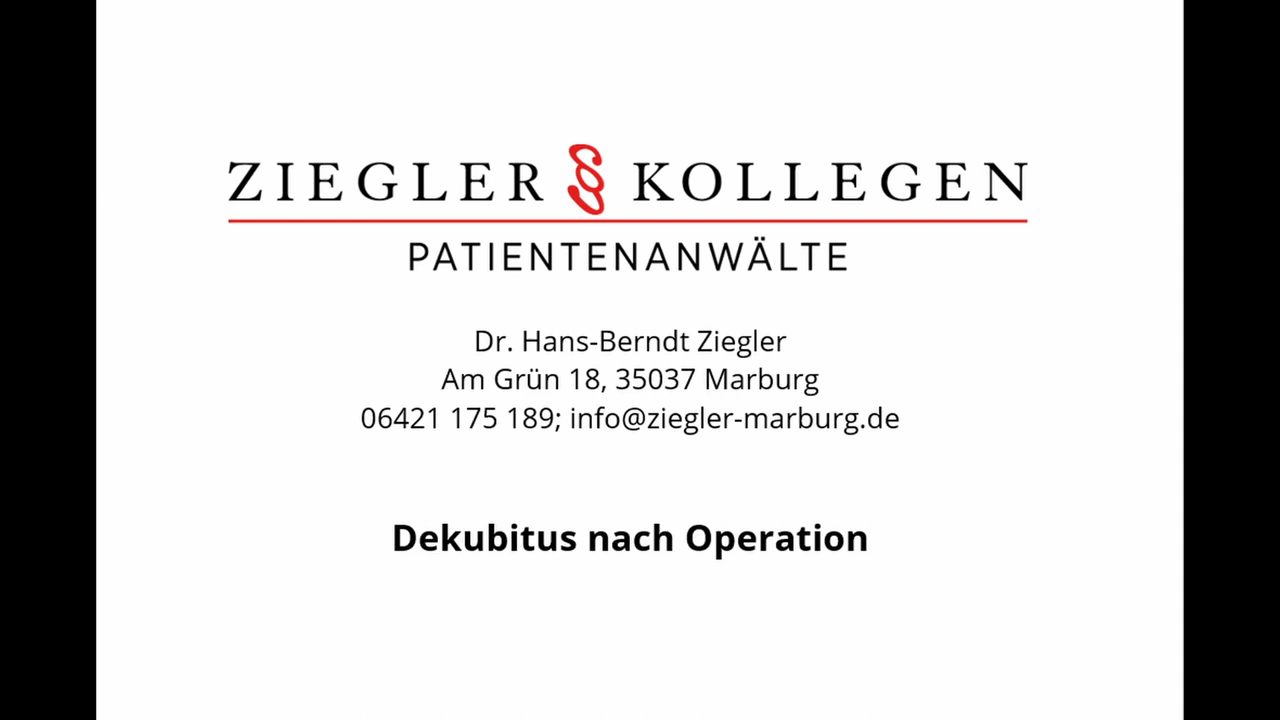 ZIEGLER § KOLLEGEN
PATIENTENANWÄLTE
Dr. Hans-Berndt Ziegler
Am Grün 18, 35037 Marburg
06421 175 189; info@ziegler-marburg.de
Dekubitus nach Operation